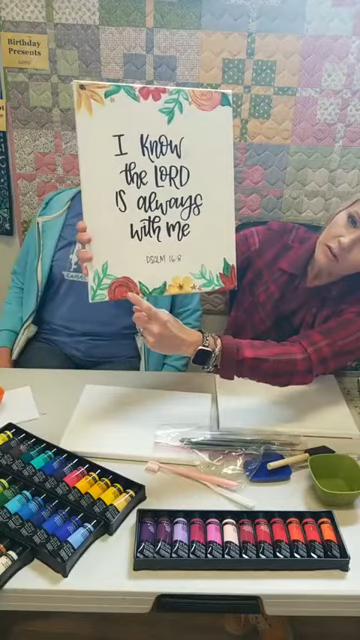 Birthday
Presents
I Know
the LORD
Is always
with me
PSALM 16:8